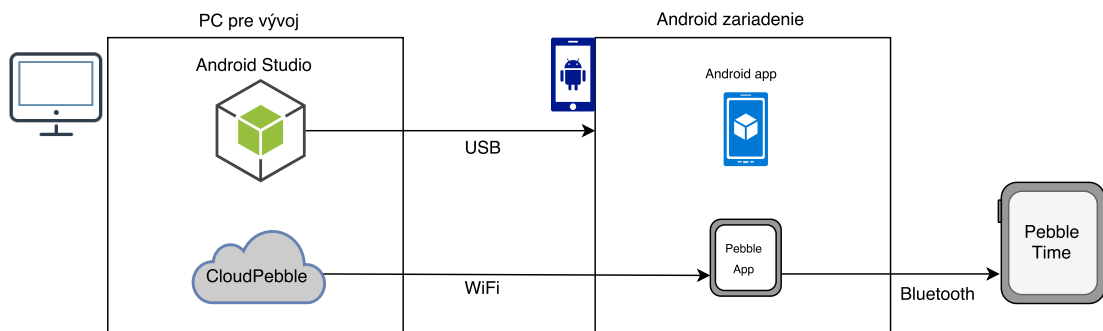 PC pre vývoj
Android zariadenie
Android Studio
Android app
USB
CloudPebble
WiFi
Pebble
App
Bluetooth
Pebble
Time